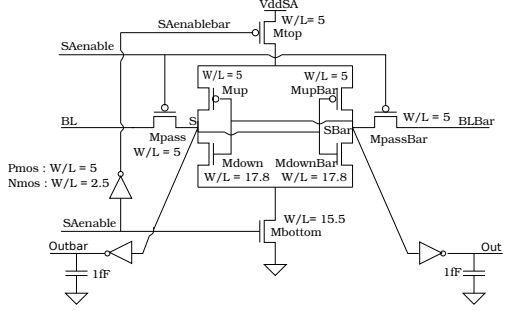 VddSA
W/L= 5
SAenablebar
Mtop
SAenable
W/L = 5
W/L = 5
Mup
MupBar
W/L = 5
BL
S
SBar
BLBar
Mpass
MpassBar
W/L = 5
Mdown
MdownBar
Pmos : W/L = 5
W/L = 17.8
W/L = 17.8
Nmos : W/L = 2.5
SAenable
W/L= 15.5
Mbottom
Outbar
Out
1fF
1fF